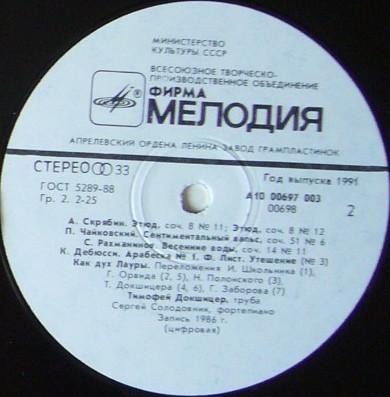 МИНИСТЕРСТВО
КУЛЬТУРЫ СССР
ВСЕСОЮЗНОЕ ТВОРЧЕСКО-
ПРОИЗВОДСТВЕННОЕ ОБЪЕДИНЕНИЕ
ФИРМА
® МЕЛОДИЯ
АПРЕЛЕВСКИЙ ОРДЕНА ЛЕНИНА ЗАВОД ГРАМПЛАСТИНОК
СТЕРЕО 33
Год выпуска 1991
ГОСТ 5289-88
А10 00697 003
Гр. 2. 2-25
00698
2
А. Скрябин. Этюд, соч. 8 № 11; Этюд, соч. 8 № 12
П. Чайковский. Сентиментальный вальс, соч. 51 № 6
С. Рахманинов. Весенние воды, соч. 14 № 11
К. Дебюсси. Арабеска № 1. Ф. Лист. Утешение (№ 3)
Как дух Лауры. Переложения И. Школьника (1),
Г. Орвида (2, 5), Н. Полонского (3),
Т. Докшицера (4, 6), Г. Заборова (7)
Тимофей Докшицер, труба
Сергей Солодовник, фортепиано
Запись 1986 г.
(цифровая)